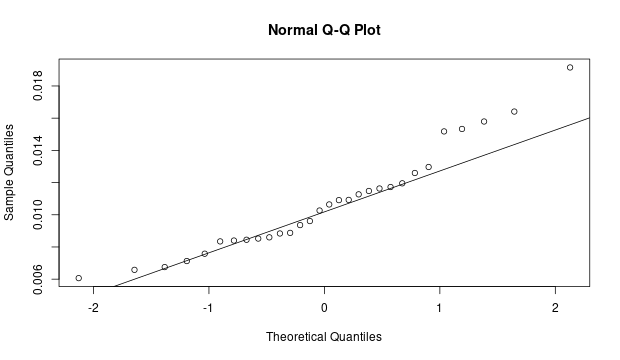 Normal Q-Q Plot
Sample Quantiles
0.018
0.014
0.010
0.006
-2 -1 0 1 2
Theoretical Quantiles